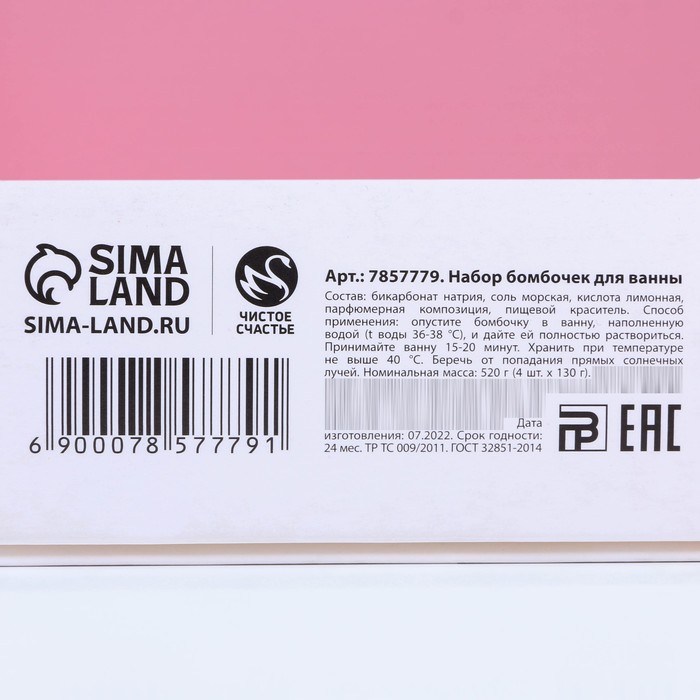 SIMA
LAND
SIMA-LAND.RU
ЧИСТОЕ
СЧАСТЬЕ
6 900078 577791
Арт.: 7857779. Набор бомбочек для ванны
Состав: бикарбонат натрия, соль морская, кислота лимонная,
парфюмерная композиция, пищевой краситель. Способ
применения: опустите бомбочку в ванну, наполненную
водой (t воды 36-38 °С), и дайте ей полностью раствориться.
Принимайте ванну 15-20 минут. Хранить при температуре
не выше 40 °С. Беречь от попадания прямых солнечных
лучей. Номинальная масса: 520 г (4 шт. х 130 г).
Дата
изготовления: 07.2022. Срок годности:
24 мес. ТР ТС 009/2011. ГОСТ 32851-2014
EAC